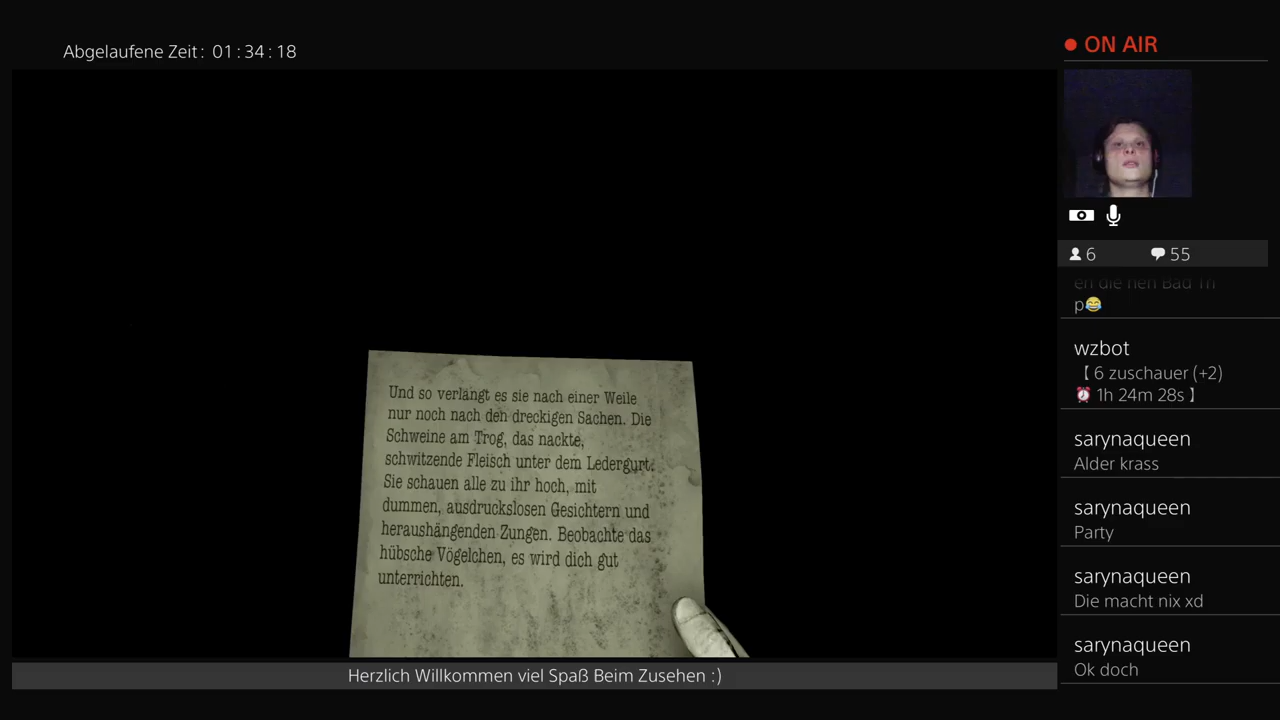 Abgelaufene Zeit: 01:34:18
ON AIR
6 55
p😂
wzbot
【 6 zuschauer (+2)
⏰ 1h 24m 28s 】
sarynaqueen
Alder krass
sarynaqueen
Party
sarynaqueen
Die macht nix xd
sarynaqueen
Ok doch
Und so verlangt es sie nach einer Weile
nur noch nach den dreckigen Sachen. Die
Schweine am Trog, das nackte,
schwitzende Fleisch unter dem Ledergurt.
Sie schauen alle zu ihr hoch, mit
dummen, ausdruckslosen Gesichtern und
heraushängenden Zungen. Beobachte das
hübsche Vögelchen, es wird dich gut
unterrichten.
Herzlich Willkommen viel Spaß Beim Zusehen :)